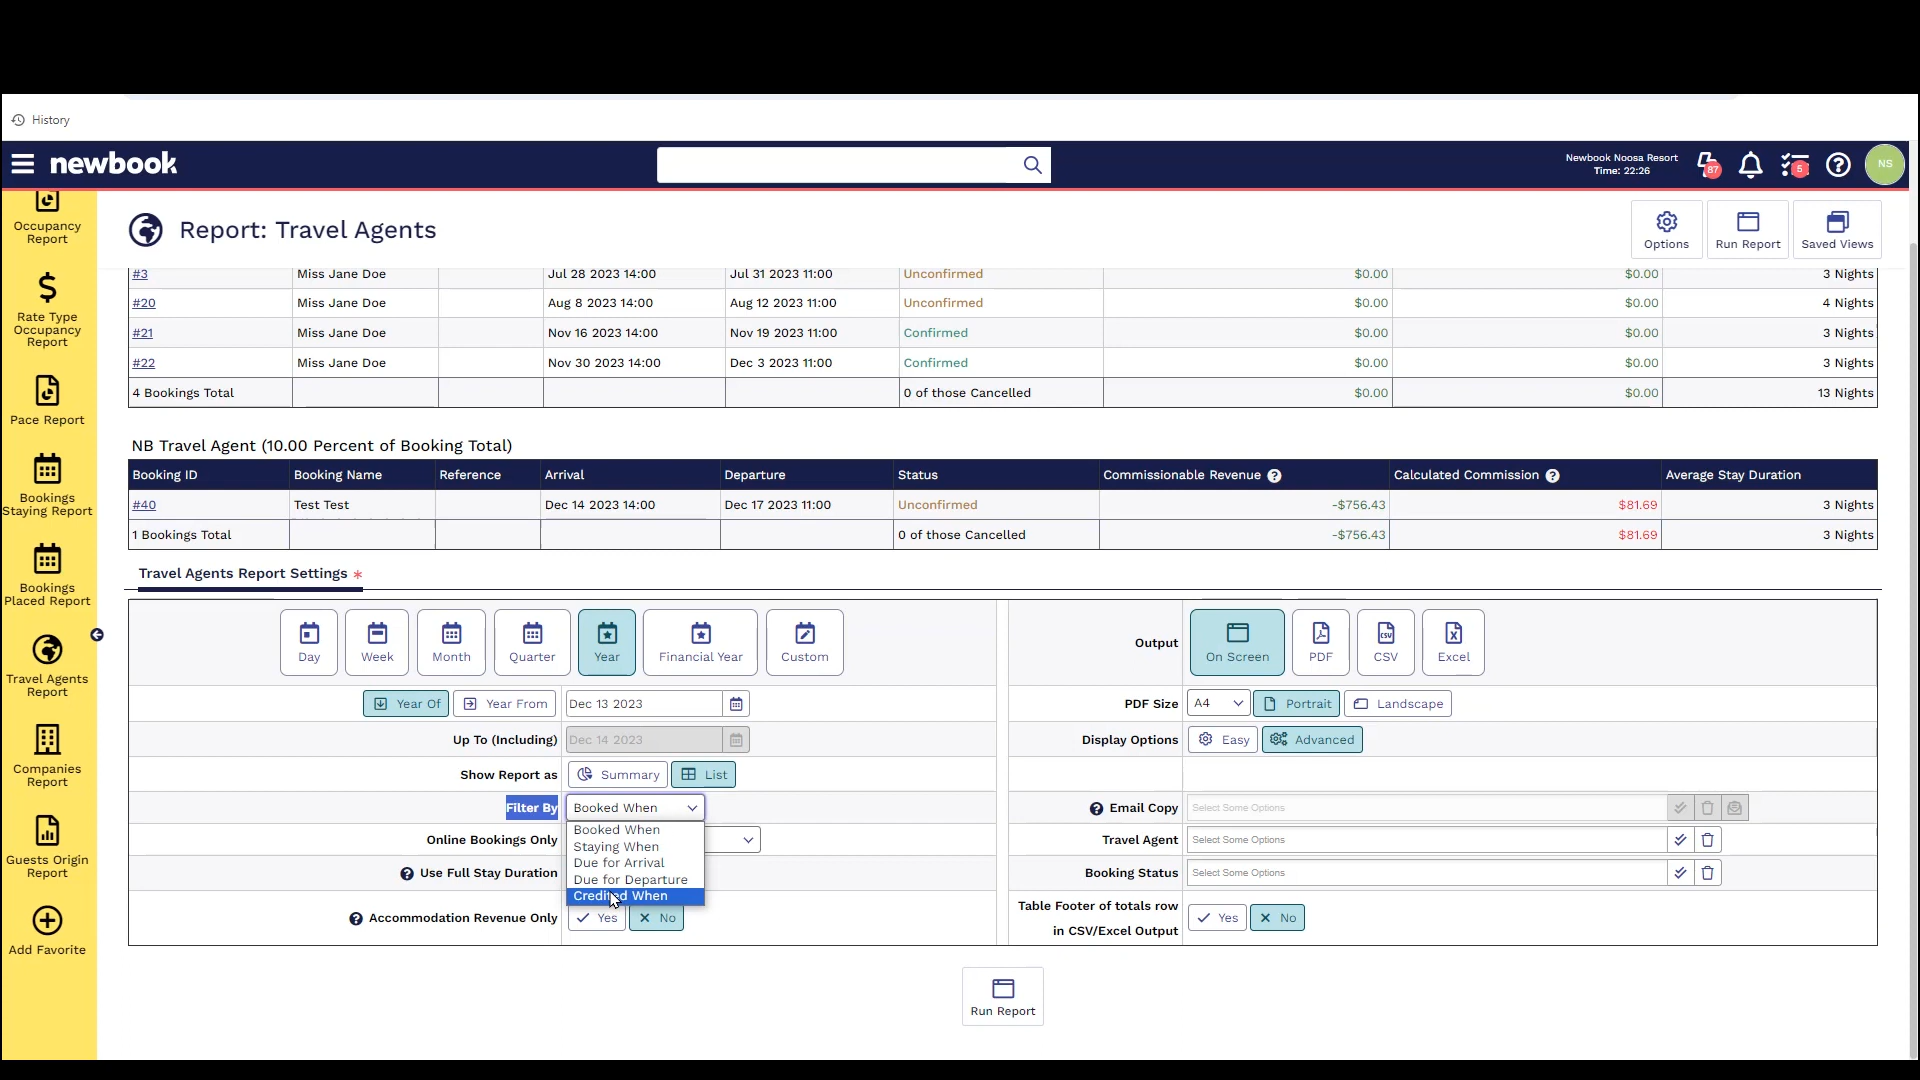 History
newbook
Newbook Noosa Resort
Time: 22:26
87
5
NS
Occupancy
Report
Rate Type
Occupancy
Report
Pace Report
Bookings
Staying Report
Bookings
Placed Report
Travel Agents
Report
Companies
Report
Guests Origin
Report
Add Favorite
Report: Travel Agents
Options
Run Report
Saved Views
#3 Miss Jane Doe Jul 28 2023 14:00 Jul 31 2023 11:00 Unconfirmed $0.00 $0.00 3 Nights
#20 Miss Jane Doe Aug 8 2023 14:00 Aug 12 2023 11:00 Unconfirmed $0.00 $0.00 4 Nights
#21 Miss Jane Doe Nov 16 2023 14:00 Nov 19 2023 11:00 Confirmed $0.00 $0.00 3 Nights
#22 Miss Jane Doe Nov 30 2023 14:00 Dec 3 2023 11:00 Confirmed $0.00 $0.00 3 Nights
4 Bookings Total 0 of those Cancelled $0.00 $0.00 13 Nights
NB Travel Agent (10.00 Percent of Booking Total)
Booking ID Booking Name Reference Arrival Departure Status Commissionable Revenue ? Calculated Commission ? Average Stay Duration
#40 Test Test Dec 14 2023 14:00 Dec 17 2023 11:00 Unconfirmed -$756.43 $81.69 3 Nights
1 Bookings Total 0 of those Cancelled -$756.43 $81.69 3 Nights
Travel Agents Report Settings *
Day Week Month Quarter Year Financial Year Custom
Year Of Year From Dec 13 2023
Up To (Including) Dec 14 2023
Show Report as Summary List
Filter By Booked When
Booked When
Staying When
Due for Arrival
Due for Departure
Credited When
Online Bookings Only
? Use Full Stay Duration
? Accommodation Revenue Only Yes No
Output On Screen PDF CSV Excel
PDF Size A4 Portrait Landscape
Display Options Easy Advanced
? Email Copy Select Some Options
Travel Agent Select Some Options
Booking Status Select Some Options
Table Footer of totals row
in CSV/Excel Output Yes No
Run Report